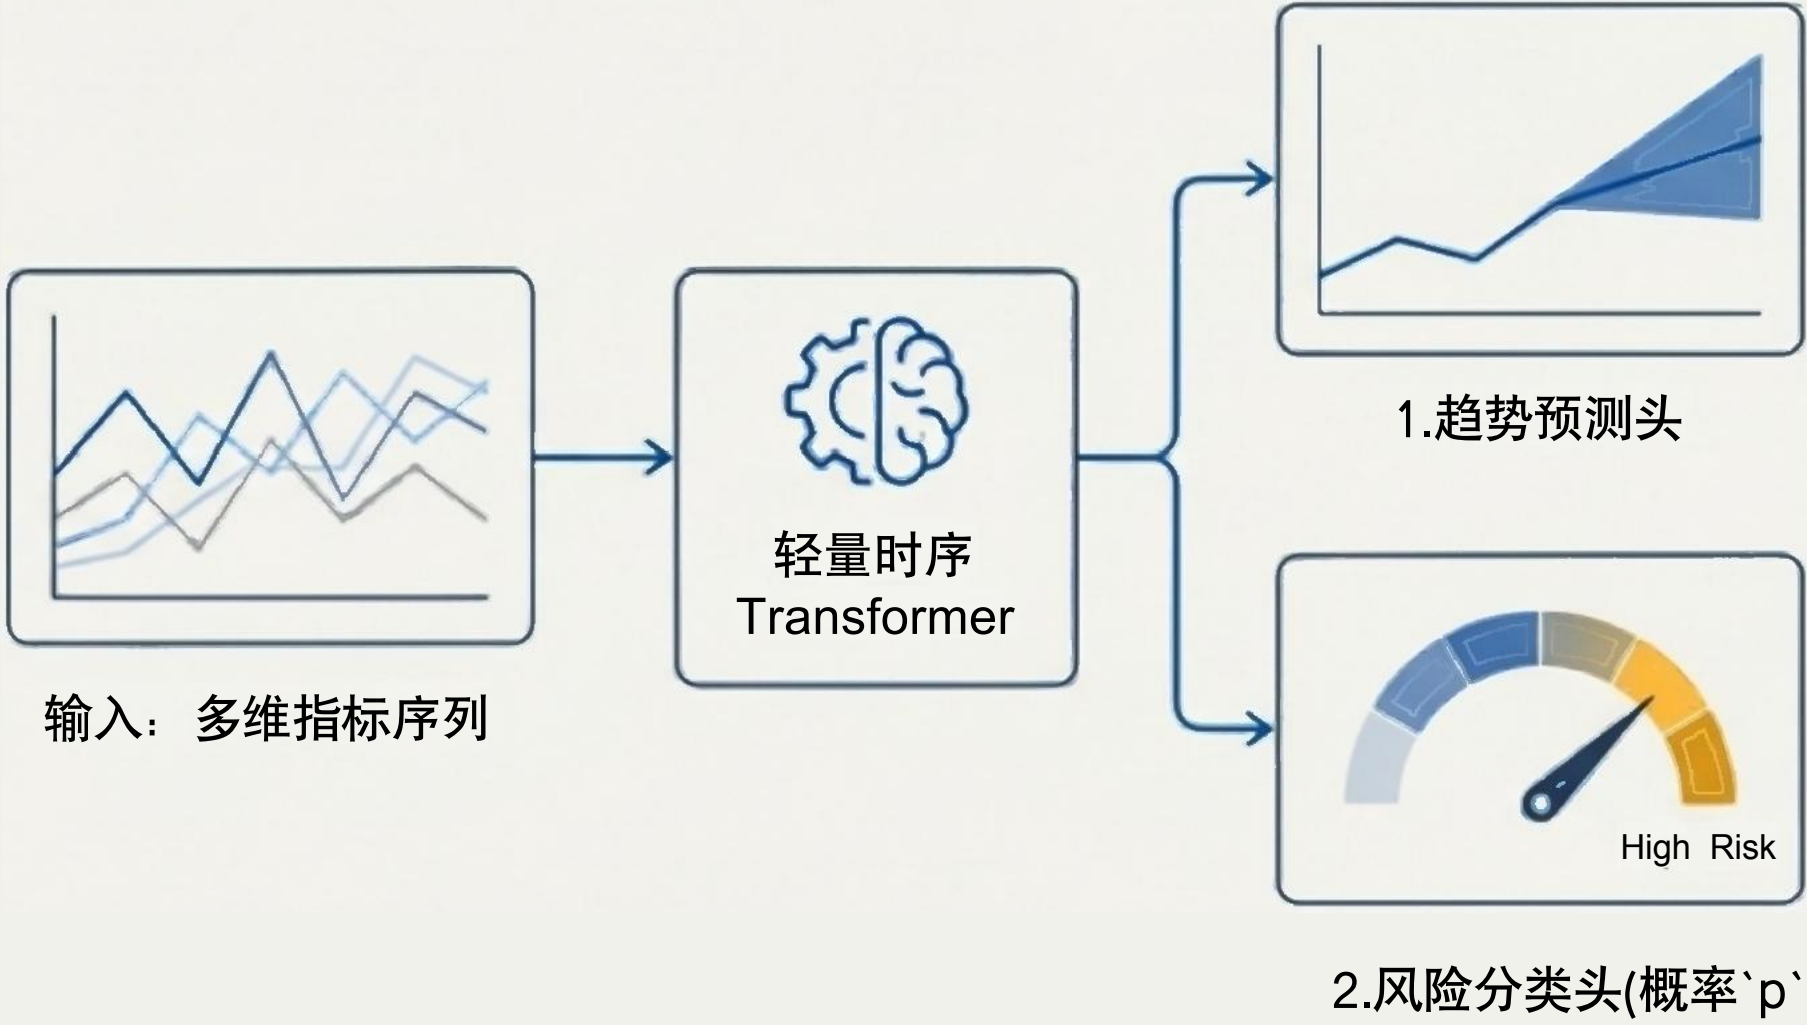 输入：多维指标序列
轻量时序
Transformer
1.趋势预测头
High Risk
2.风险分类头(概率`p`